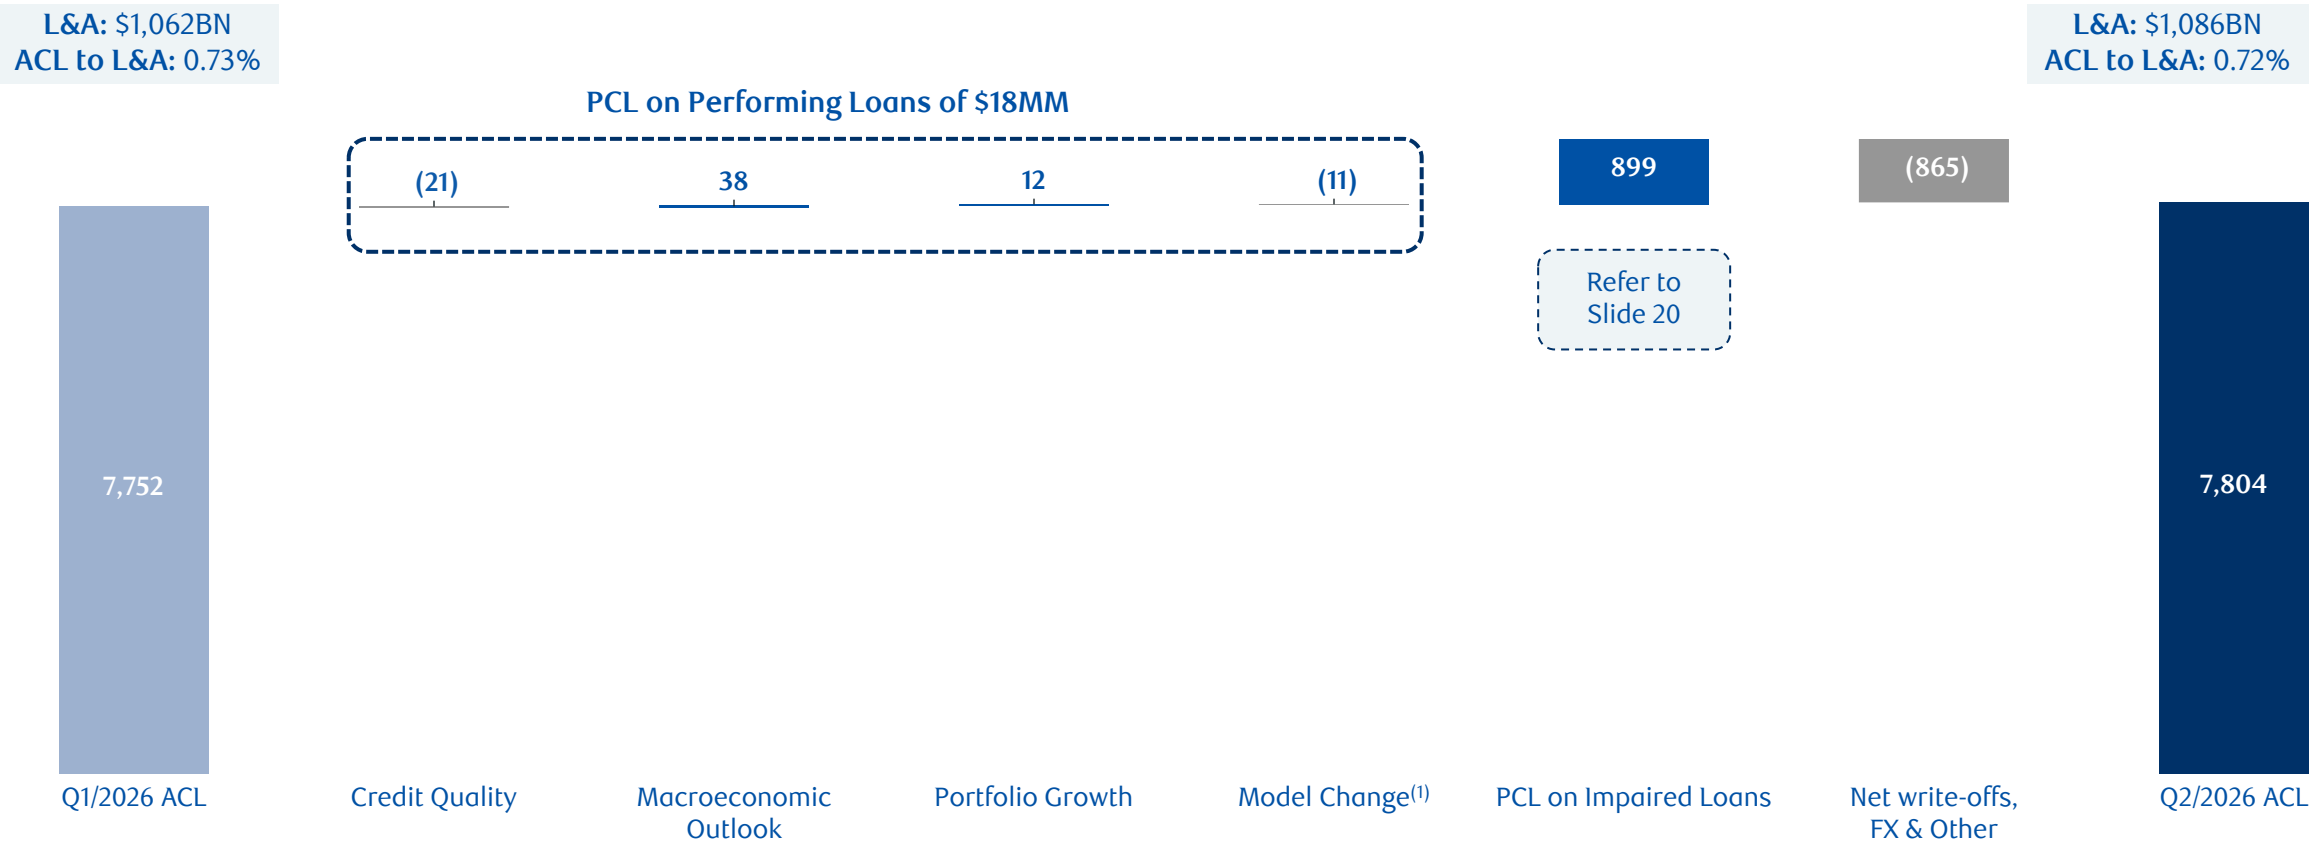 L&A: $1,062BN
ACL to L&A: 0.73%
L&A: $1,086BN
ACL to L&A: 0.72%
PCL on Performing Loans of $18MM
(21)
38
12
(11)
899
(865)
Refer to
Slide 20
7,752
7,804
Q1/2026 ACL
Credit Quality
Macroeconomic
Outlook
Portfolio Growth
Model Change(1)
PCL on Impaired Loans
Net write-offs,
FX & Other
Q2/2026 ACL